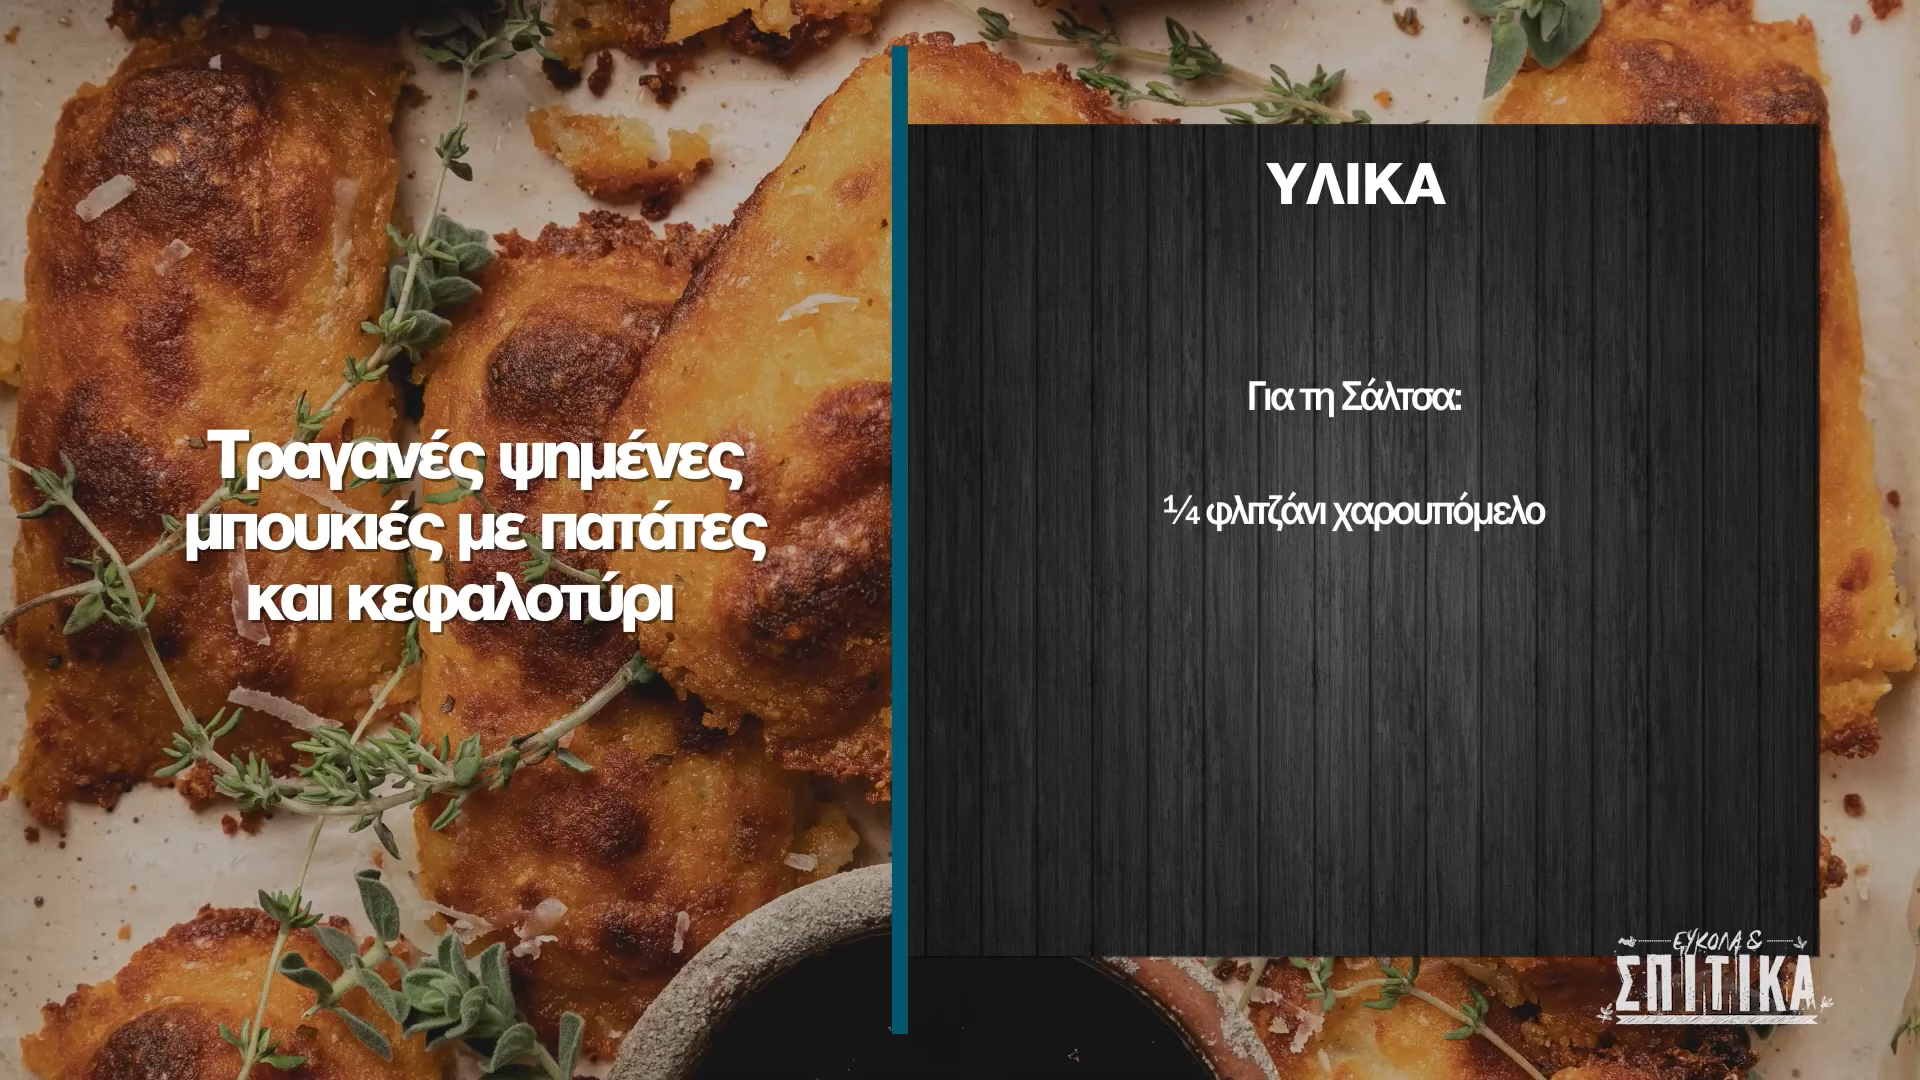 Τραγανές ψημένες
μπουκιές με πατάτες
και κεφαλοτύρι
ΥΛΙΚΑ
Για τη Σάλτσα:
¼ φλιτζάνι χαρουπόμελο
ΕΥΚΟΛΑ &
ΣΠΙΤΙΚΑ